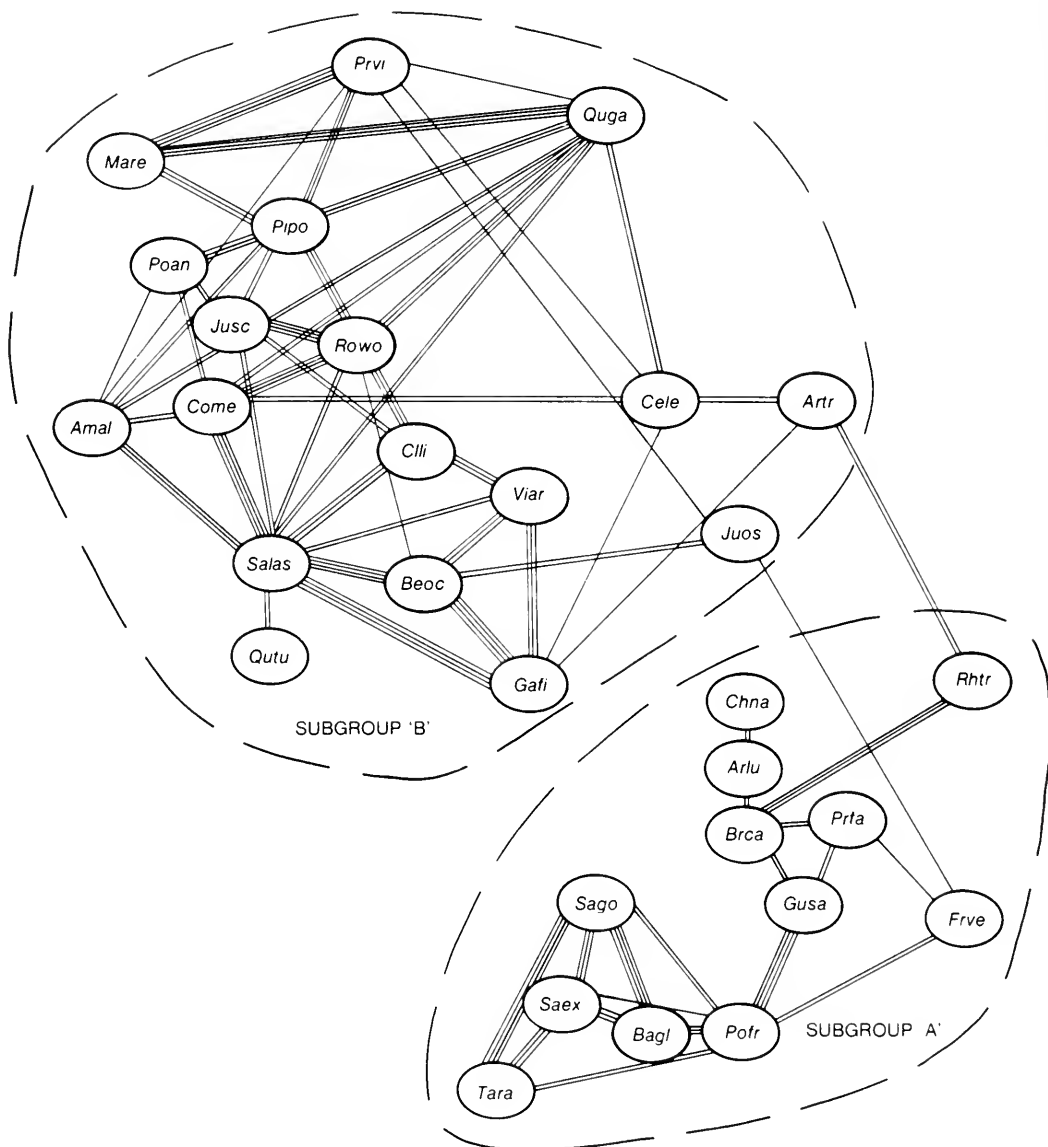 Prvi
Quga
Mare
Pipo
Poan
Jusc
Rowo
Come
Cele
Artr
Amal
Clli
Viar
Juos
Salas
Beoc
Qutu
Gafi
Rhtr
SUBGROUP 'B'
Chna
Arlu
Brca
Prfa
Sago
Gusa
Frve
Saex
Bagl
Pofr
SUBGROUP A'
Tara